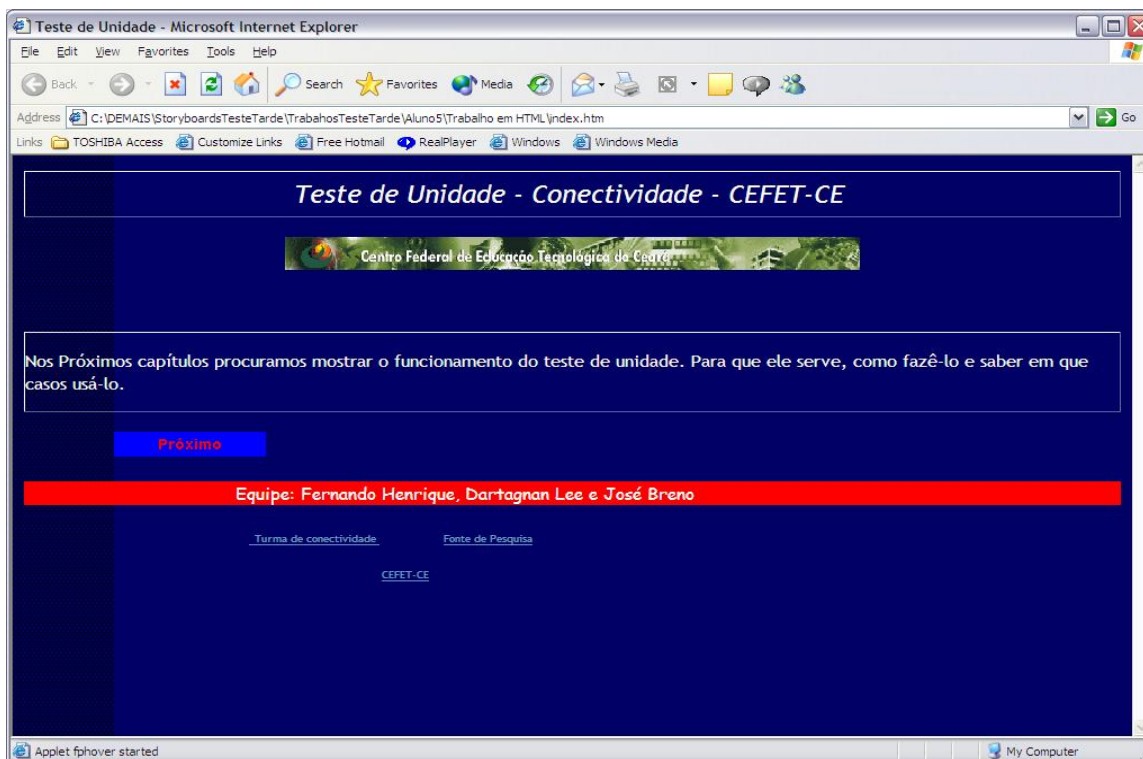 Teste de Unidade - Microsoft Internet Explorer
File Edit View Favorites Tools Help
Back Search Favorites Media
Address C:\DEMAIS\StoryboardsTesteTarde\TrabahosTesteTarde\Aluno5\Trabalho em HTML\index.htm Go
Links TOSHIBA Access Customize Links Free Hotmail RealPlayer Windows Windows Media
Teste de Unidade - Conectividade - CEFET-CE
Centro Federal de Educação Tecnológica do Ceará
Nos Próximos capítulos procuramos mostrar o funcionamento do teste de unidade. Para que ele serve, como fazê-lo e saber em que
casos usá-lo.
Próximo
Equipe: Fernando Henrique, Dartagnan Lee e José Breno
Turma de conectividade Fonte de Pesquisa
CEFET-CE
Applet fphover started My Computer